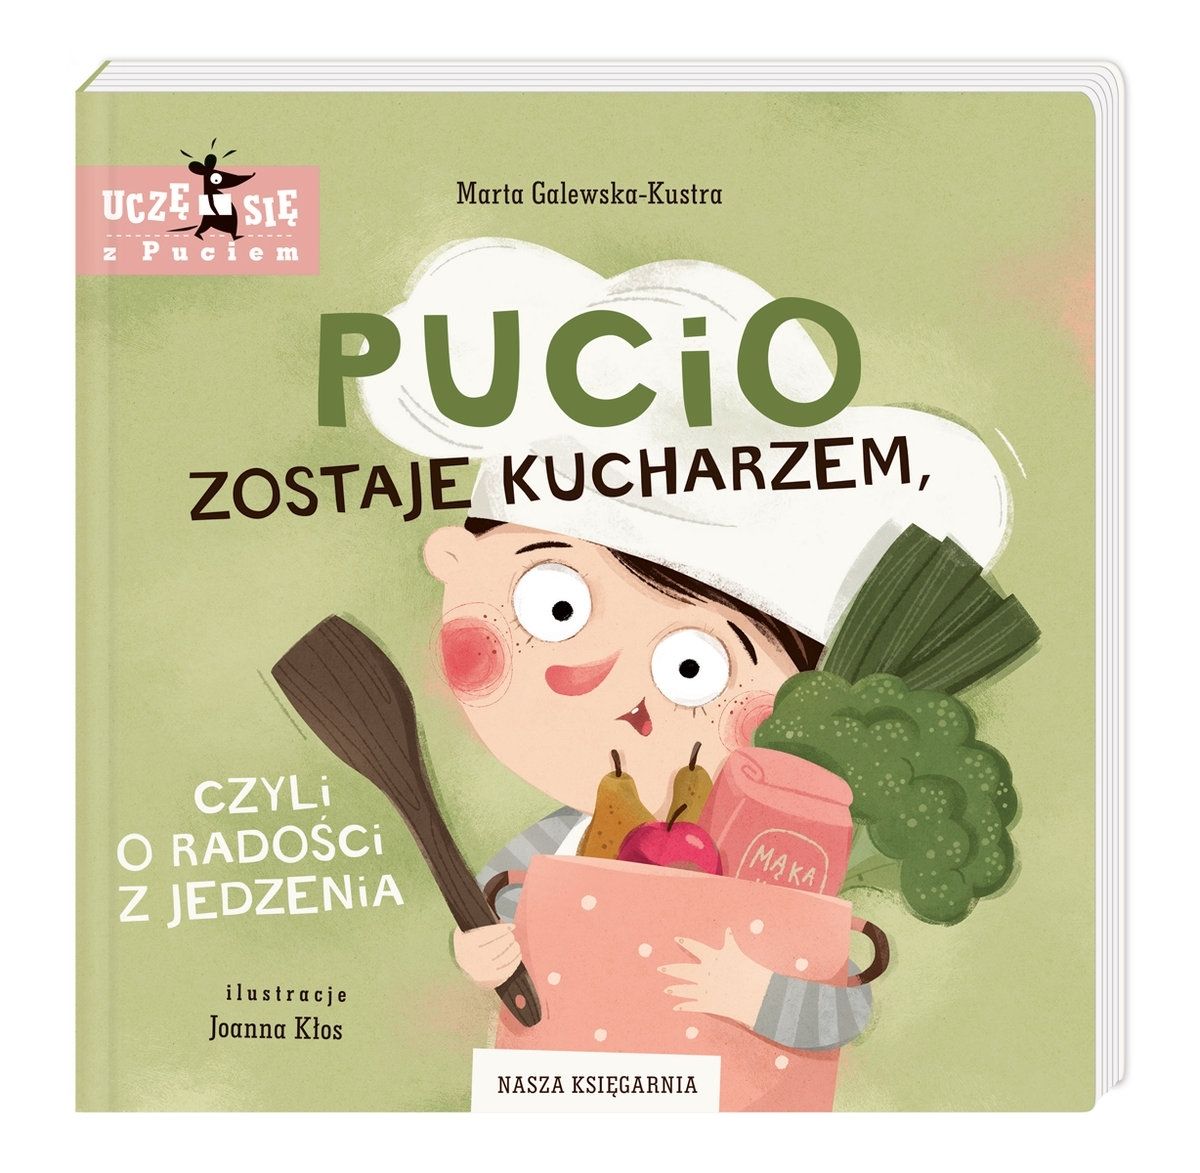 UCZĘ SIĘ
z Puciem
Marta Galewska-Kustra
PUCiO
ZOSTAJE KUCHARZEM,
CZYLi
O RADOŚCi
Z JEDZENiA
MĄKA
ilustracje
Joanna Kłos
NASZA KSIĘGARNIA